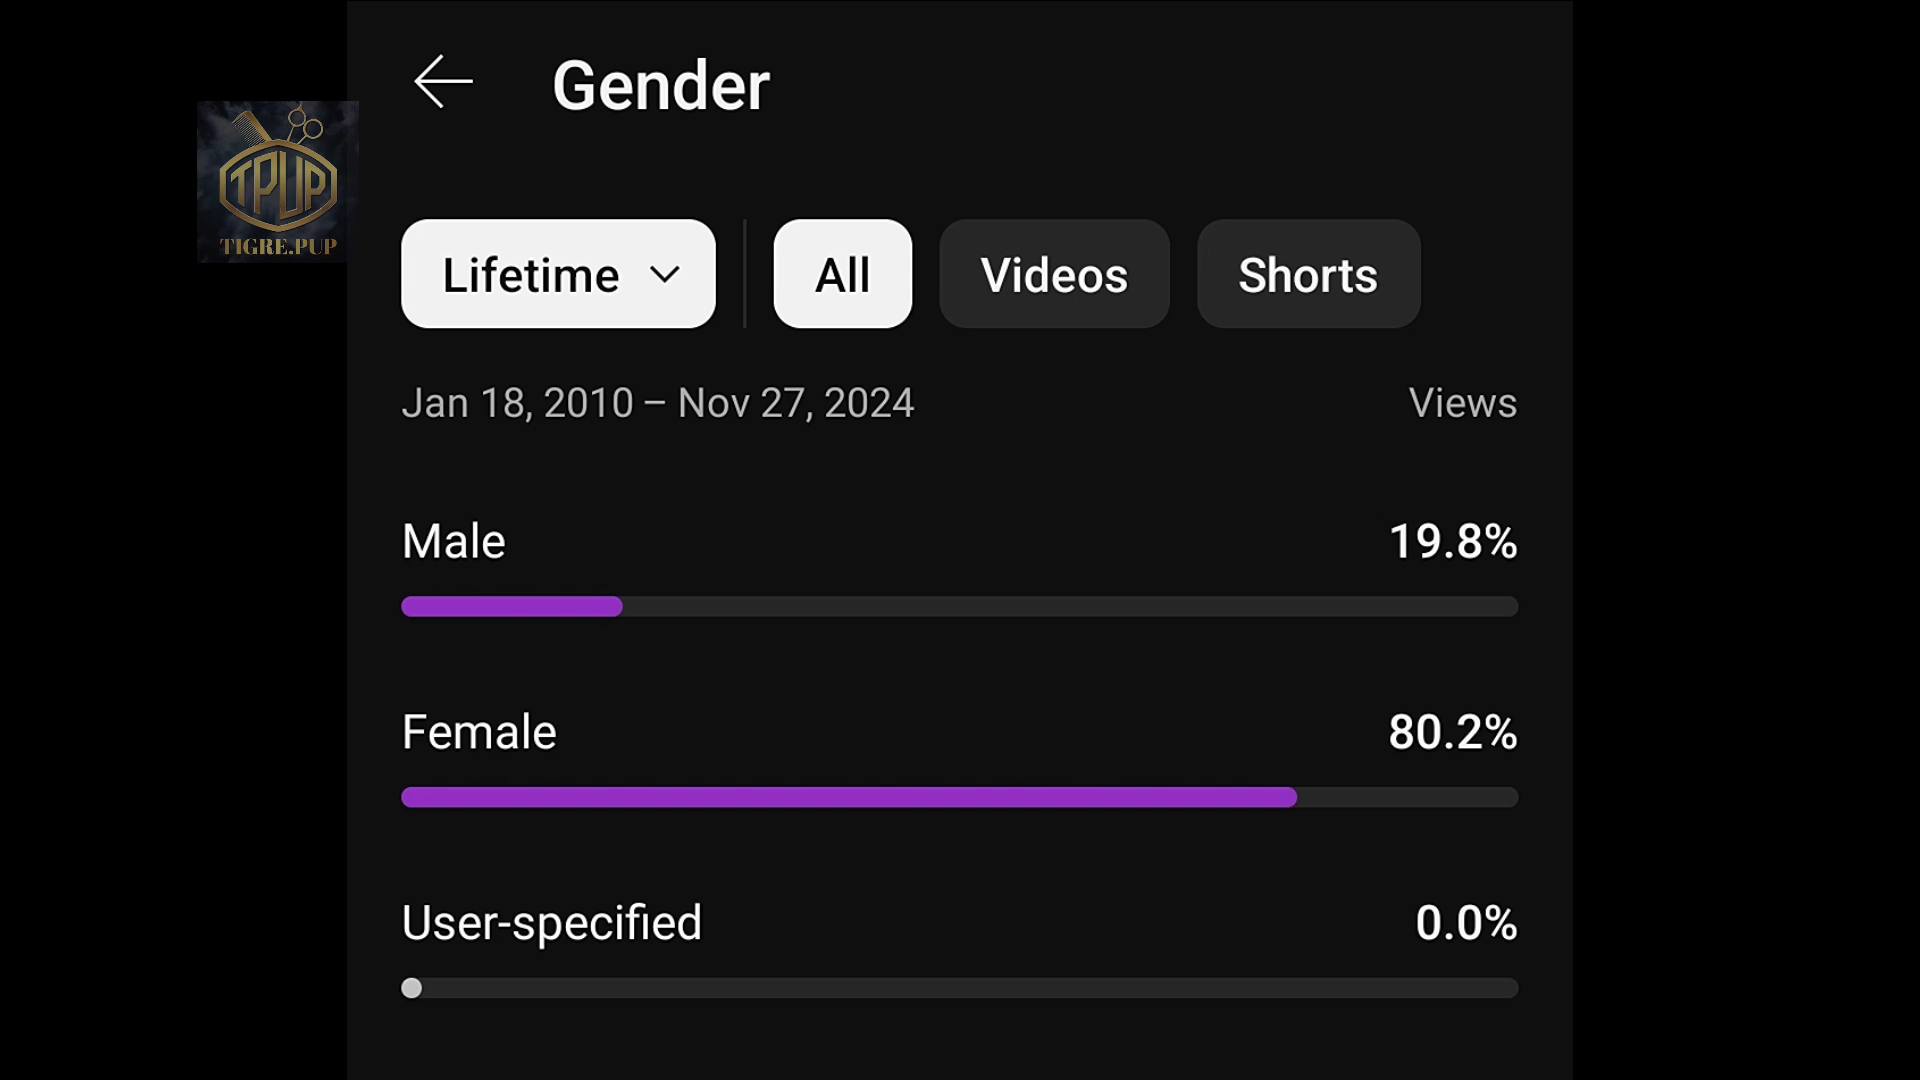 Gender
TPUP
TIGRE.PUP
Lifetime
All
Videos
Shorts
Jan 18, 2010 – Nov 27, 2024
Views
Male
19.8%
Female
80.2%
User-specified
0.0%